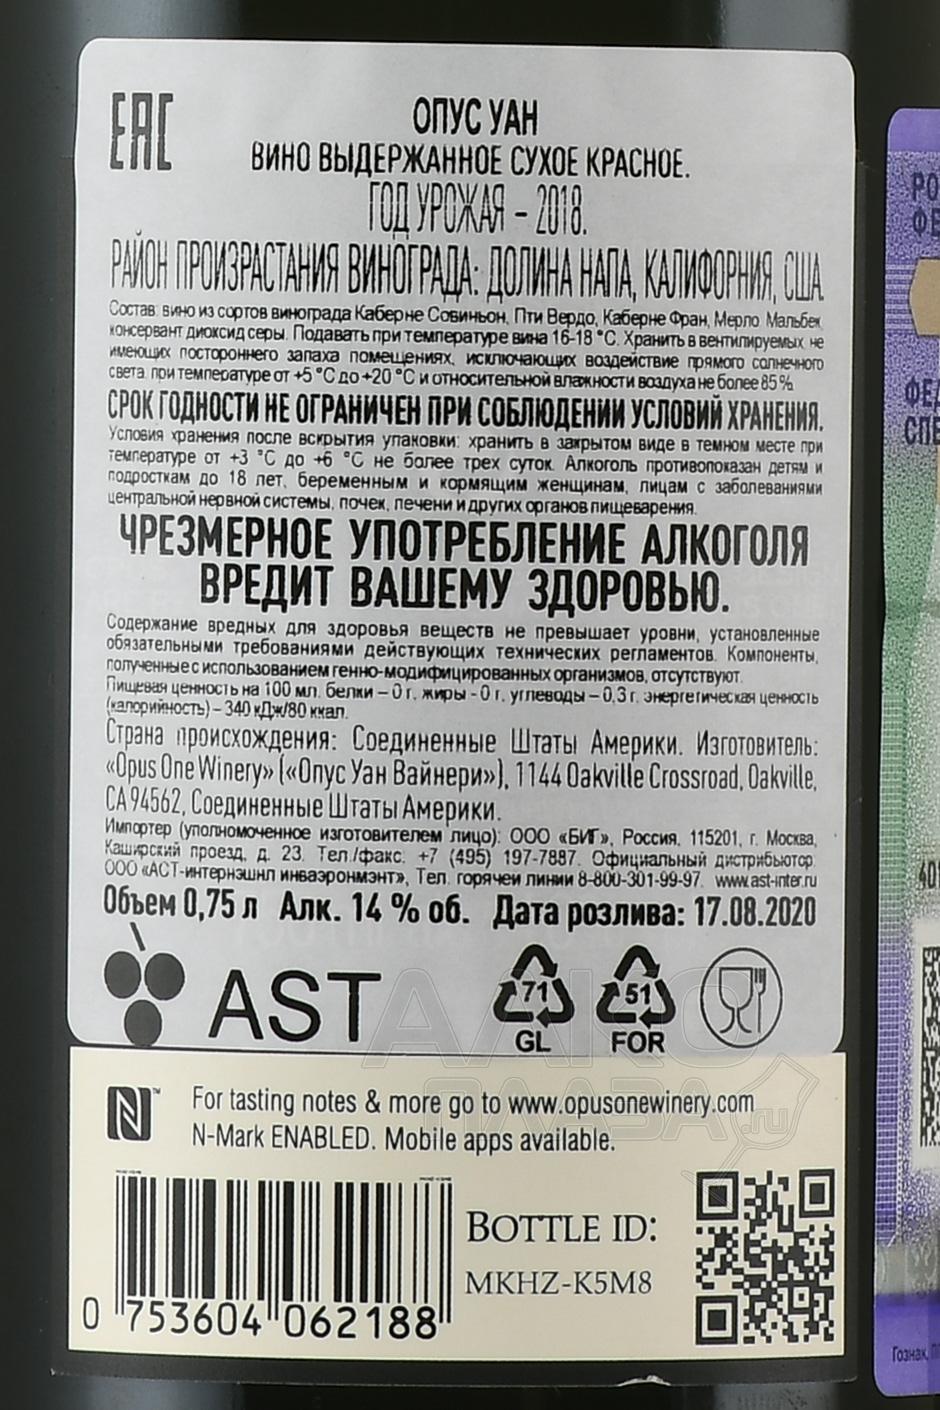 EAC
ОПУС УАН
ВИНО ВЫДЕРЖАННОЕ СУХОЕ КРАСНОЕ.
ГОД УРОЖАЯ – 2018.
РАЙОН ПРОИЗРАСТАНИЯ ВИНОГРАДА: ДОЛИНА НАПА, КАЛИФОРНИЯ, США.
Состав: вино из сортов винограда Каберне Совиньон, Пти Вердо, Каберне Фран, Мерло, Мальбек,
консервант диоксид серы. Подавать при температуре вина 16-18 °С. Хранить в вентилируемых, не
имеющих постороннего запаха помещениях, исключающих воздействие прямого солнечного
света, при температуре от +5 °С до +20 °С и относительной влажности воздуха не более 85 %.
СРОК ГОДНОСТИ НЕ ОГРАНИЧЕН ПРИ СОБЛЮДЕНИИ УСЛОВИЙ ХРАНЕНИЯ.
Условия хранения после вскрытия упаковки: хранить в закрытом виде в темном месте при
температуре от +3 °С до +6 °С не более трех суток. Алкоголь противопоказан детям и
подросткам до 18 лет, беременным и кормящим женщинам, лицам с заболеваниями
центральной нервной системы, почек, печени и других органов пищеварения.
ЧРЕЗМЕРНОЕ УПОТРЕБЛЕНИЕ АЛКОГОЛЯ
ВРЕДИТ ВАШЕМУ ЗДОРОВЬЮ.
Содержание вредных для здоровья веществ не превышает уровни, установленные
обязательными требованиями действующих технических регламентов. Компоненты,
полученные с использованием генно-модифицированных организмов, отсутствуют.
Пищевая ценность на 100 мл: белки – 0 г, жиры - 0 г, углеводы – 0,3 г, энергетическая ценность
(калорийность) – 340 кДж/80 ккал.
Страна происхождения: Соединенные Штаты Америки. Изготовитель:
«Opus One Winery» («Опус Уан Вайнери»), 1144 Oakville Crossroad, Oakville,
CA 94562, Соединенные Штаты Америки.
Импортер (уполномоченное изготовителем лицо): ООО «БИГ», Россия, 115201, г. Москва,
Каширский проезд, д. 23. Тел./факс: +7 (495) 197-7887. Официальный дистрибьютор:
ООО «АСТ-интернэшнл инваэронмэнт», Тел. горячей линии 8-800-301-99-97. www.ast-inter.ru
Объем 0,75 л Алк. 14 % об. Дата розлива: 17.08.2020
AST
71
GL
51
FOR
АЛКО
ПЛАЗА.ru
N™
For tasting notes & more go to www.opusonewinery.com
N-Mark ENABLED. Mobile apps available.
BOTTLE ID:
MKHZ-K5M8
0 753604 062188
РО
ФЕ
ФЕД
СПЕ
401
Гознак, П